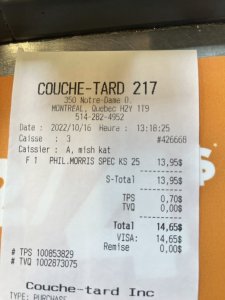 COUCHE-TARD 217
350 Notre-Dame O.
MONTREAL, Quebec H2Y 1T9
514-282-4952
Date : 2022/10/16 Heure : 13:18:25
Caisse : 3 #426668
Caissier : A, mish kat
F 1 PHIL.MORRIS SPEC KS 25 13,95$
S-Total 13,95$
TPS 0,70$
TVQ 0,00$
Total 14,65$
VISA: 14,65$
Remise 0,00$
# TPS 100853829
# TVQ 1002873075
Couche-tard Inc
TYPE: PURCHASE